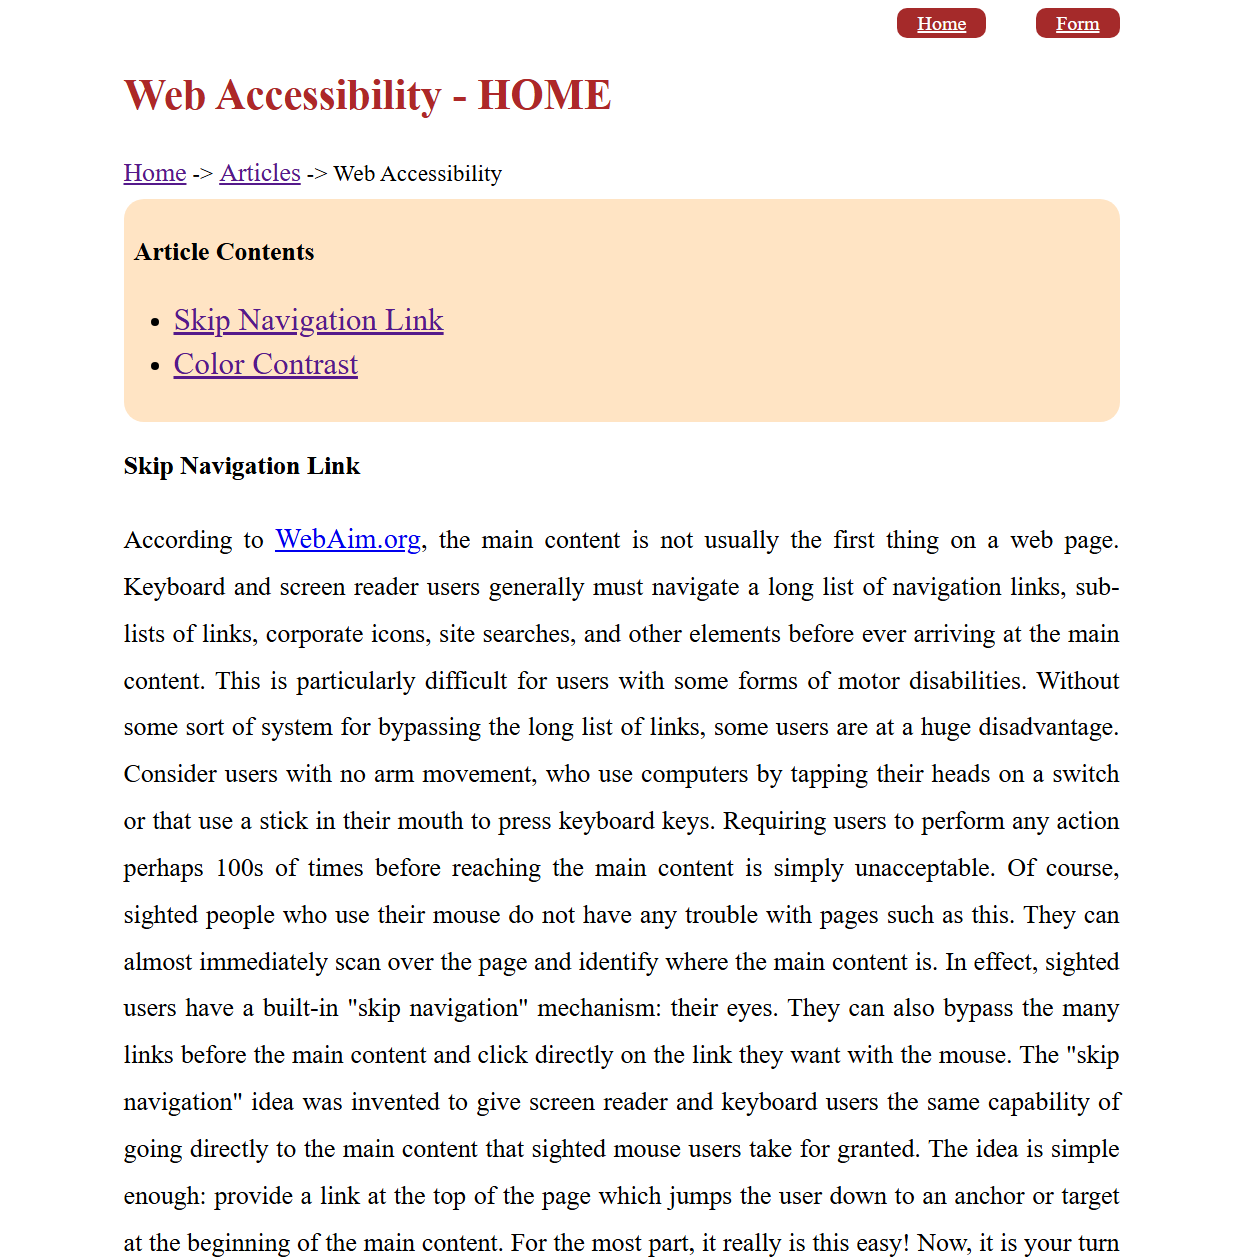 Home Form
Web Accessibility - HOME
Home -> Articles -> Web Accessibility
Article Contents
Skip Navigation Link
Color Contrast
Skip Navigation Link
According to WebAim.org, the main content is not usually the first thing on a web page.
Keyboard and screen reader users generally must navigate a long list of navigation links, sub-
lists of links, corporate icons, site searches, and other elements before ever arriving at the main
content. This is particularly difficult for users with some forms of motor disabilities. Without
some sort of system for bypassing the long list of links, some users are at a huge disadvantage.
Consider users with no arm movement, who use computers by tapping their heads on a switch
or that use a stick in their mouth to press keyboard keys. Requiring users to perform any action
perhaps 100s of times before reaching the main content is simply unacceptable. Of course,
sighted people who use their mouse do not have any trouble with pages such as this. They can
almost immediately scan over the page and identify where the main content is. In effect, sighted
users have a built-in "skip navigation" mechanism: their eyes. They can also bypass the many
links before the main content and click directly on the link they want with the mouse. The "skip
navigation" idea was invented to give screen reader and keyboard users the same capability of
going directly to the main content that sighted mouse users take for granted. The idea is simple
enough: provide a link at the top of the page which jumps the user down to an anchor or target
at the beginning of the main content. For the most part, it really is this easy! Now, it is your turn